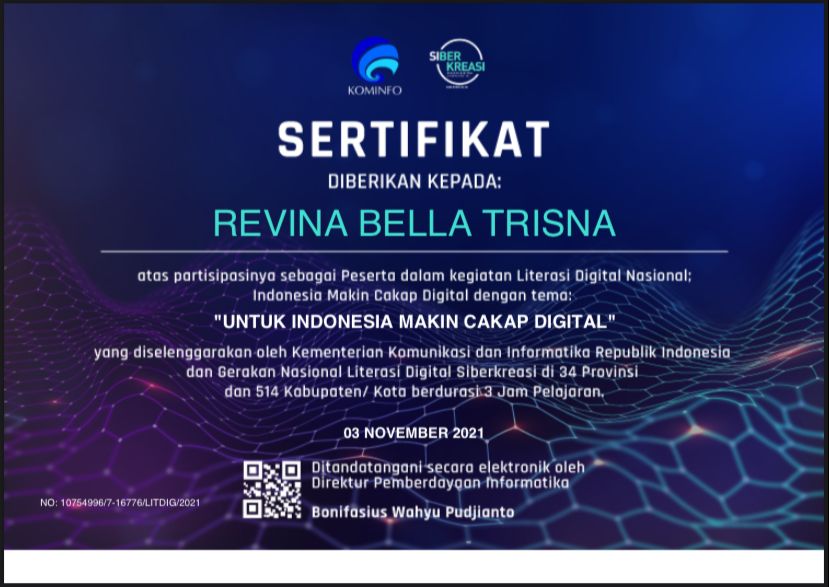 KOMINFO
SIBER
KREASI
SERTIFIKAT
DIBERIKAN KEPADA:
REVINA BELLA TRISNA
atas partisipasinya sebagai Peserta dalam kegiatan Literasi Digital Nasional;
Indonesia Makin Cakap Digital dengan tema:
"UNTUK INDONESIA MAKIN CAKAP DIGITAL"
yang diselenggarakan oleh Kementerian Komunikasi dan Informatika Republik Indonesia
dan Gerakan Nasional Literasi Digital Siberkreasi di 34 Provinsi
dan 514 Kabupaten/ Kota berdurasi 3 Jam Pelajaran.
03 NOVEMBER 2021
Ditandatangani secara elektronik oleh
Direktur Pemberdayaan Informatika
NO: 10754996/7-16776/LITDIG/2021
Bonifasius Wahyu Pudjianto